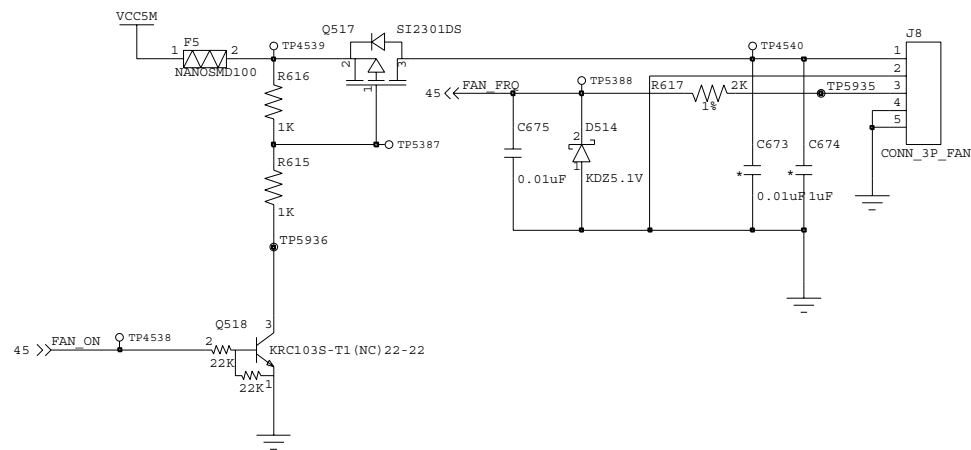 VCC5M
F5
1
2
NANOSMD100
TP4539
Q517
SI2301DS
2
3
1
TP4540
J8
1
2
3
4
5
CONN_3P_FAN
R616
1K
TP5387
R615
1K
TP5936
45
FAN_FRQ
TP5388
R617
2K
1%
TP5935
C675
0.01uF
D514
2
1
KDZ5.1V
C673
*
0.01uF
C674
*
1uF
45
FAN_ON
TP4538
Q518
2
3
1
22K
22K
KRC103S-T1(NC)22-22